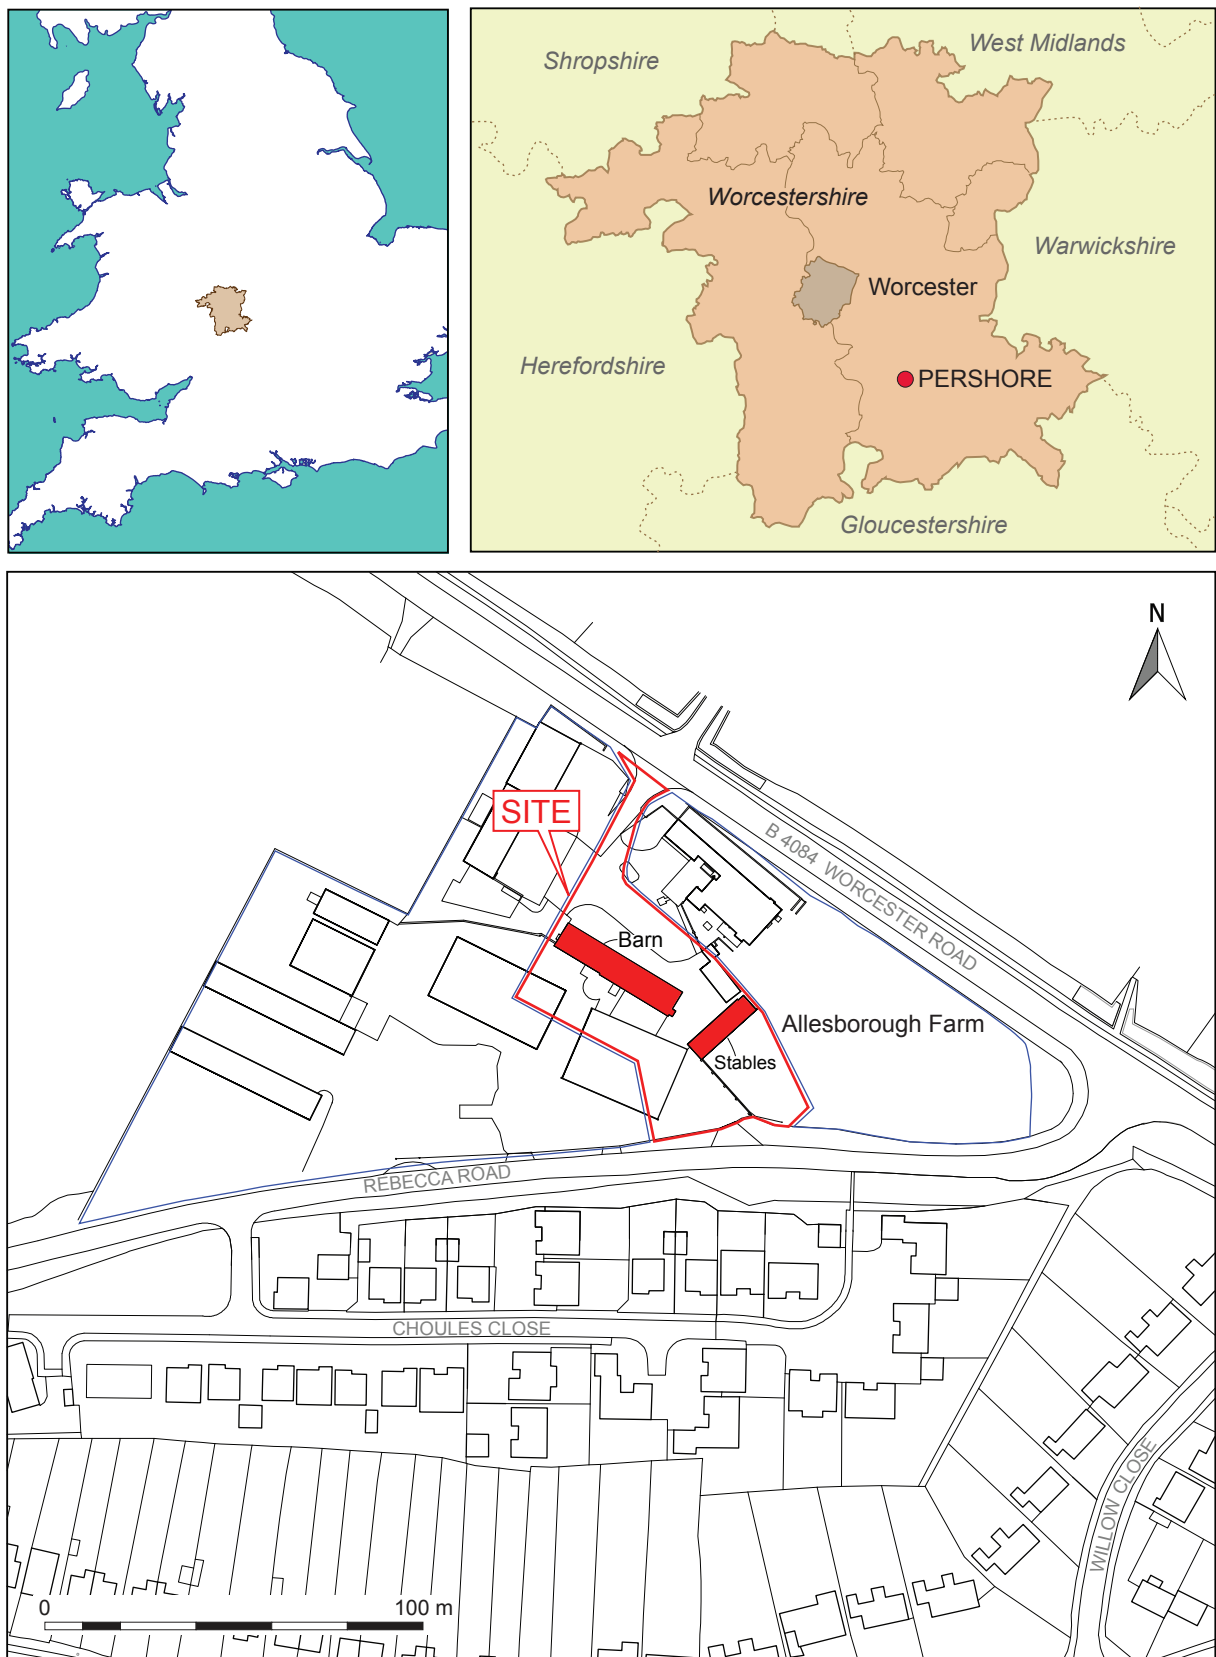 Shropshire
West Midlands
Worcestershire
Warwickshire
Worcester
Herefordshire
PERSHORE
Gloucestershire
N
SITE
B 4084 WORCESTER ROAD
Barn
Allesborough Farm
Stables
REBECCA ROAD
CHOULES CLOSE
WILLOW CLOSE
0 100 m